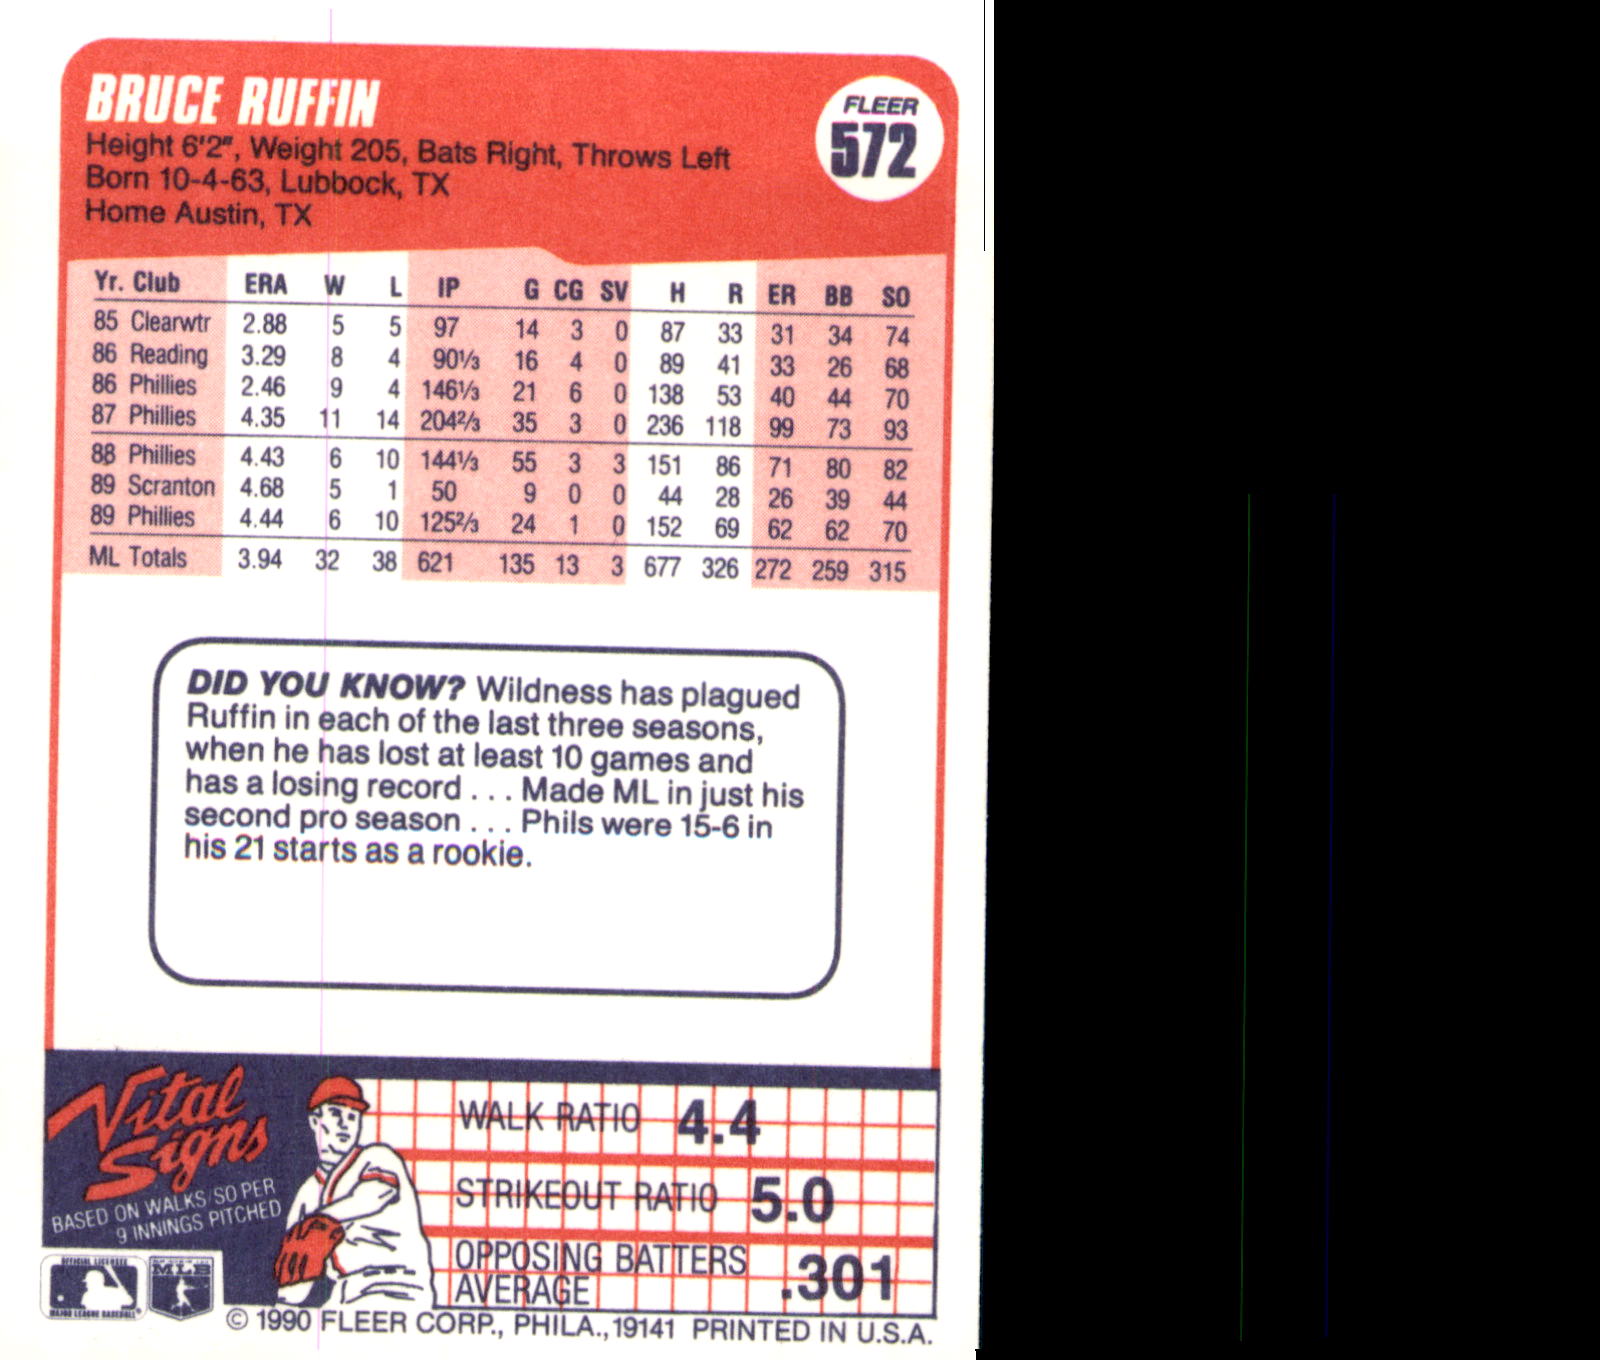 BRUCE RUFFIN
FLEER
572
Height 6'2", Weight 205, Bats Right, Throws Left
Born 10-4-63, Lubbock, TX
Home Austin, TX
Yr. Club ERA W L IP G CG SV H R ER BB SO
85 Clearwtr 2.88 5 5 97 14 3 0 87 33 31 34 74
86 Reading 3.29 8 4 90⅓ 16 4 0 89 41 33 26 68
86 Phillies 2.46 9 4 146⅓ 21 6 0 138 53 40 44 70
87 Phillies 4.35 11 14 204⅔ 35 3 0 236 118 99 73 93
88 Phillies 4.43 6 10 144⅓ 55 3 3 151 86 71 80 82
89 Scranton 4.68 5 1 50 9 0 0 44 28 26 39 44
89 Phillies 4.44 6 10 125⅔ 24 1 0 152 69 62 62 70
ML Totals 3.94 32 38 621 135 13 3 677 326 272 259 315
DID YOU KNOW? Wildness has plagued
Ruffin in each of the last three seasons,
when he has lost at least 10 games and
has a losing record . . . Made ML in just his
second pro season . . . Phils were 15-6 in
his 21 starts as a rookie.
Vital
Signs
BASED ON WALKS/SO PER
9 INNINGS PITCHED
WALK RATIO 4.4
STRIKEOUT RATIO 5.0
OPPOSING BATTERS
AVERAGE .301
OFFICIAL LICENSEE
MAJOR LEAGUE BASEBALL
MLB
© 1990 FLEER CORP., PHILA., 19141 PRINTED IN U.S.A.